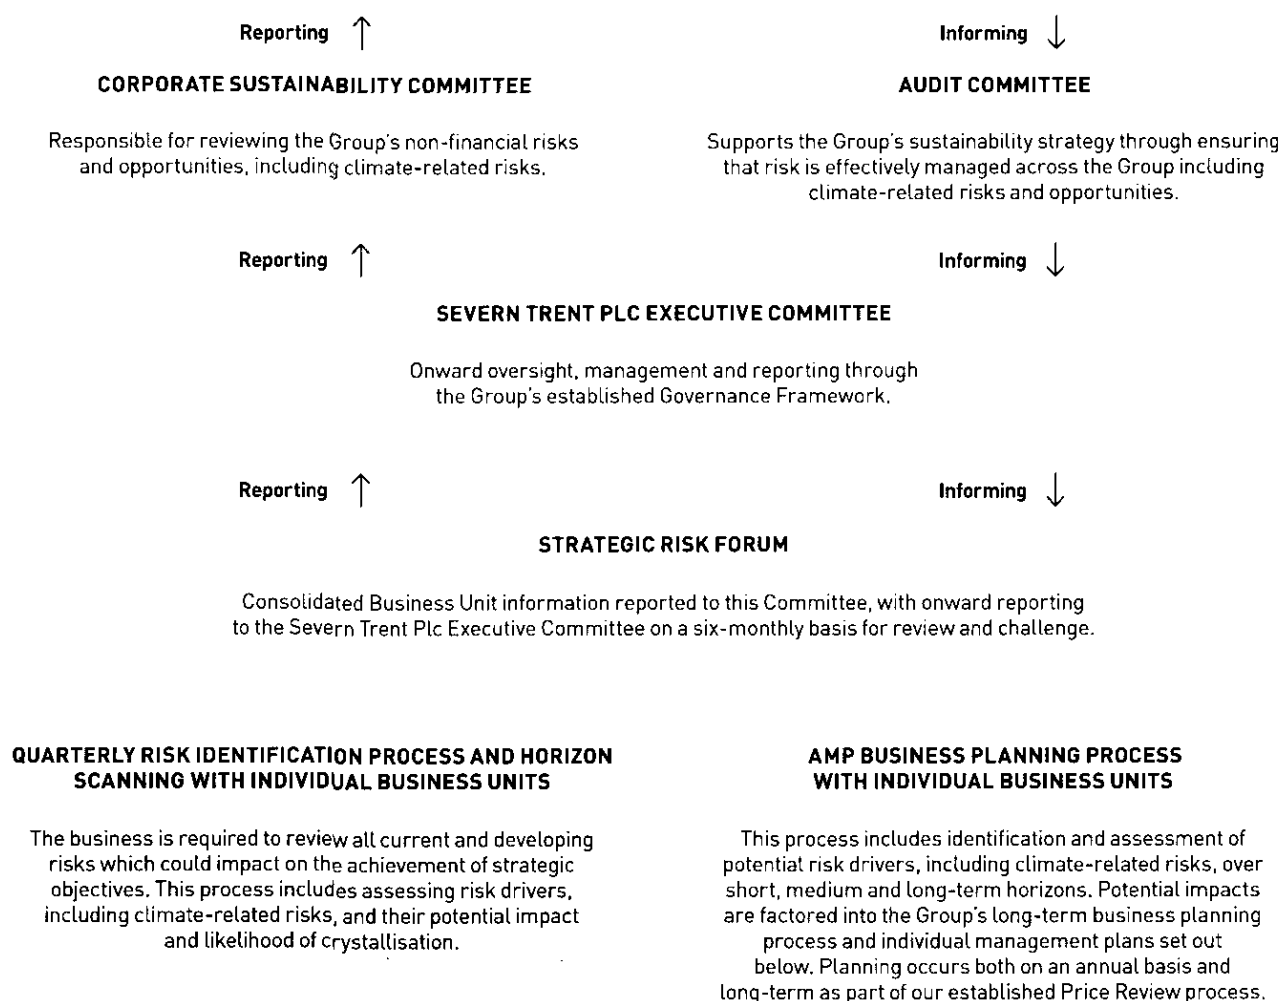 Reporting ↑
Informing ↓
CORPORATE SUSTAINABILITY COMMITTEE
Responsible for reviewing the Group's non-financial risks
and opportunities, including climate-related risks.
AUDIT COMMITTEE
Supports the Group's sustainability strategy through ensuring
that risk is effectively managed across the Group including
climate-related risks and opportunities.
Reporting ↑
Informing ↓
SEVERN TRENT PLC EXECUTIVE COMMITTEE
Onward oversight, management and reporting through
the Group's established Governance Framework.
Reporting ↑
Informing ↓
STRATEGIC RISK FORUM
Consolidated Business Unit information reported to this Committee, with onward reporting
to the Severn Trent Plc Executive Committee on a six-monthly basis for review and challenge.
QUARTERLY RISK IDENTIFICATION PROCESS AND HORIZON
SCANNING WITH INDIVIDUAL BUSINESS UNITS
The business is required to review all current and developing
risks which could impact on the achievement of strategic
objectives. This process includes assessing risk drivers,
including climate-related risks, and their potential impact
and likelihood of crystallisation.
AMP BUSINESS PLANNING PROCESS
WITH INDIVIDUAL BUSINESS UNITS
This process includes identification and assessment of
potential risk drivers, including climate-related risks, over
short, medium and long-term horizons. Potential impacts
are factored into the Group's long-term business planning
process and individual management plans set out
below. Planning occurs both on an annual basis and
long-term as part of our established Price Review process.